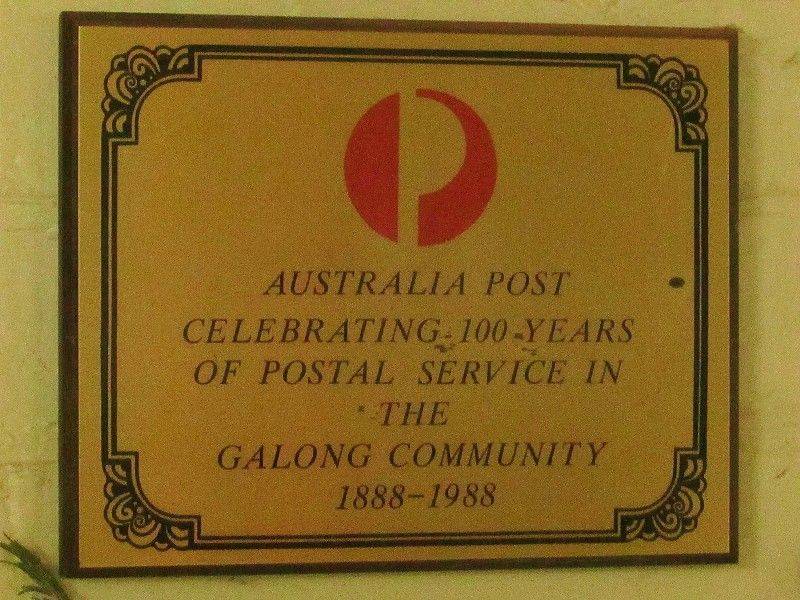 AUSTRALIA POST
CELEBRATING 100 YEARS
OF POSTAL SERVICE IN
THE
GALONG COMMUNITY
1888-1988